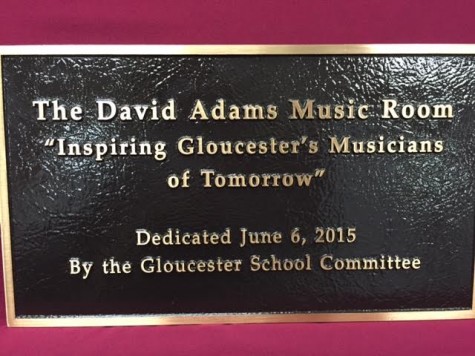 The David Adams Music Room
“Inspiring Gloucester's Musicians
of Tomorrow”
Dedicated June 6, 2015
By the Gloucester School Committee